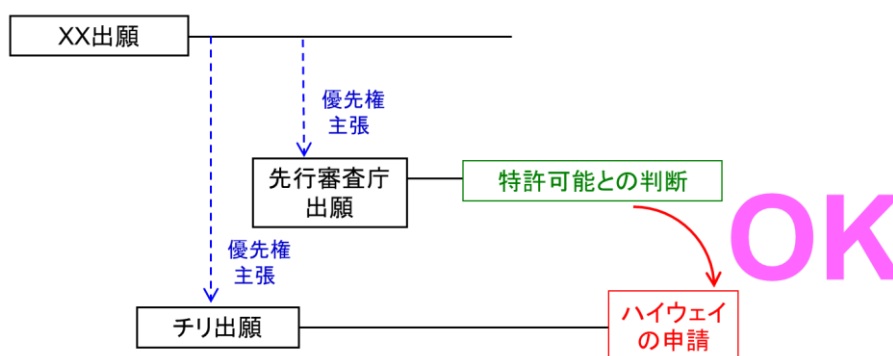 XX出願
優先権
主張
先行審査庁
出願
特許可能との判断
OK
優先権
主張
チリ出願
ハイウェイ
の申請